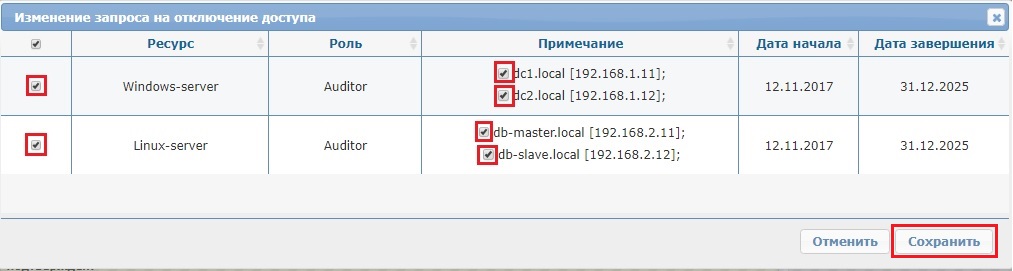 Изменение запроса на отключение доступа
Ресурс Роль Примечание Дата начала Дата завершения
Windows-server Auditor dc1.local [192.168.1.11]; 12.11.2017 31.12.2025
dc2.local [192.168.1.12];
Linux-server Auditor db-master.local [192.168.2.11]; 12.11.2017 31.12.2025
db-slave.local [192.168.2.12];
Отменить Сохранить